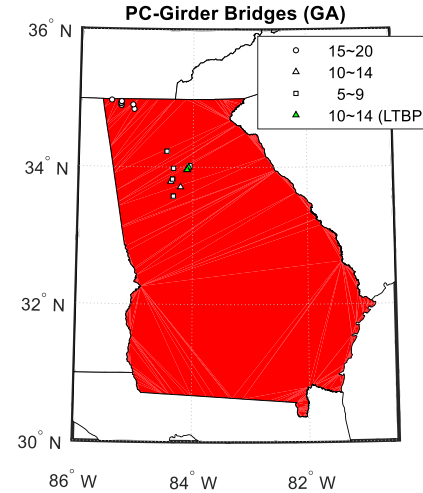 PC-Girder Bridges (GA)
36° N
15~20
10~14
5~9
10~14 (LTBP
34° N
32° N
30° N
86° W
84° W
82° W